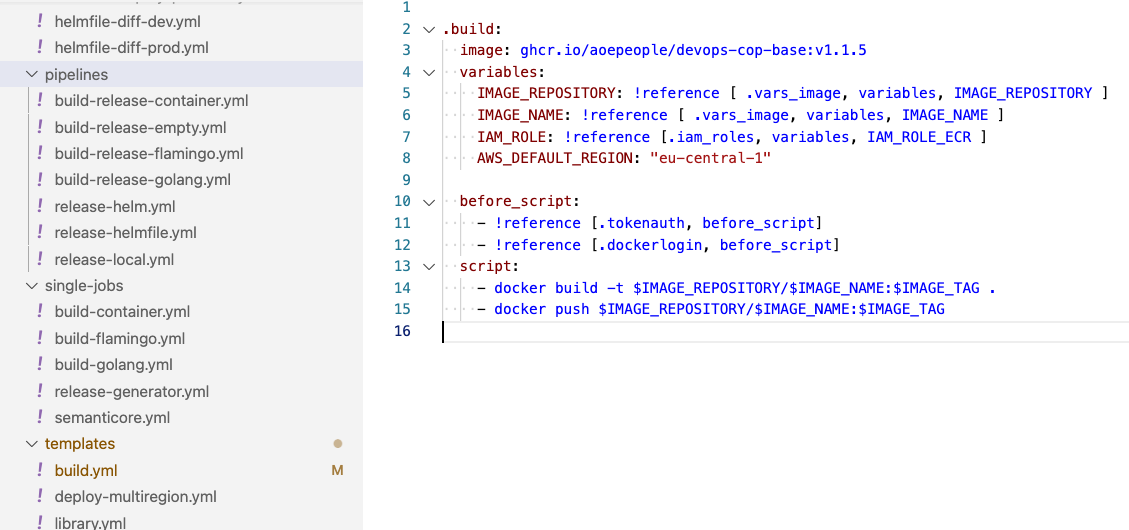 helmfile-diff-dev.yml
helmfile-diff-prod.yml
pipelines
build-release-container.yml
build-release-empty.yml
build-release-flamingo.yml
build-release-golang.yml
release-helm.yml
release-helmfile.yml
release-local.yml
single-jobs
build-container.yml
build-flamingo.yml
build-golang.yml
release-generator.yml
semanticore.yml
templates
build.yml M
deploy-multiregion.yml
library.yml
1
2 .build:
3 image: ghcr.io/aoepeople/devops-cop-base:v1.1.5
4 variables:
5 IMAGE_REPOSITORY: !reference [ .vars_image, variables, IMAGE_REPOSITORY ]
6 IMAGE_NAME: !reference [ .vars_image, variables, IMAGE_NAME ]
7 IAM_ROLE: !reference [.iam_roles, variables, IAM_ROLE_ECR ]
8 AWS_DEFAULT_REGION: "eu-central-1"
9
10 before_script:
11 - !reference [.tokenauth, before_script]
12 - !reference [.dockerlogin, before_script]
13 script:
14 - docker build -t $IMAGE_REPOSITORY/$IMAGE_NAME:$IMAGE_TAG .
15 - docker push $IMAGE_REPOSITORY/$IMAGE_NAME:$IMAGE_TAG
16